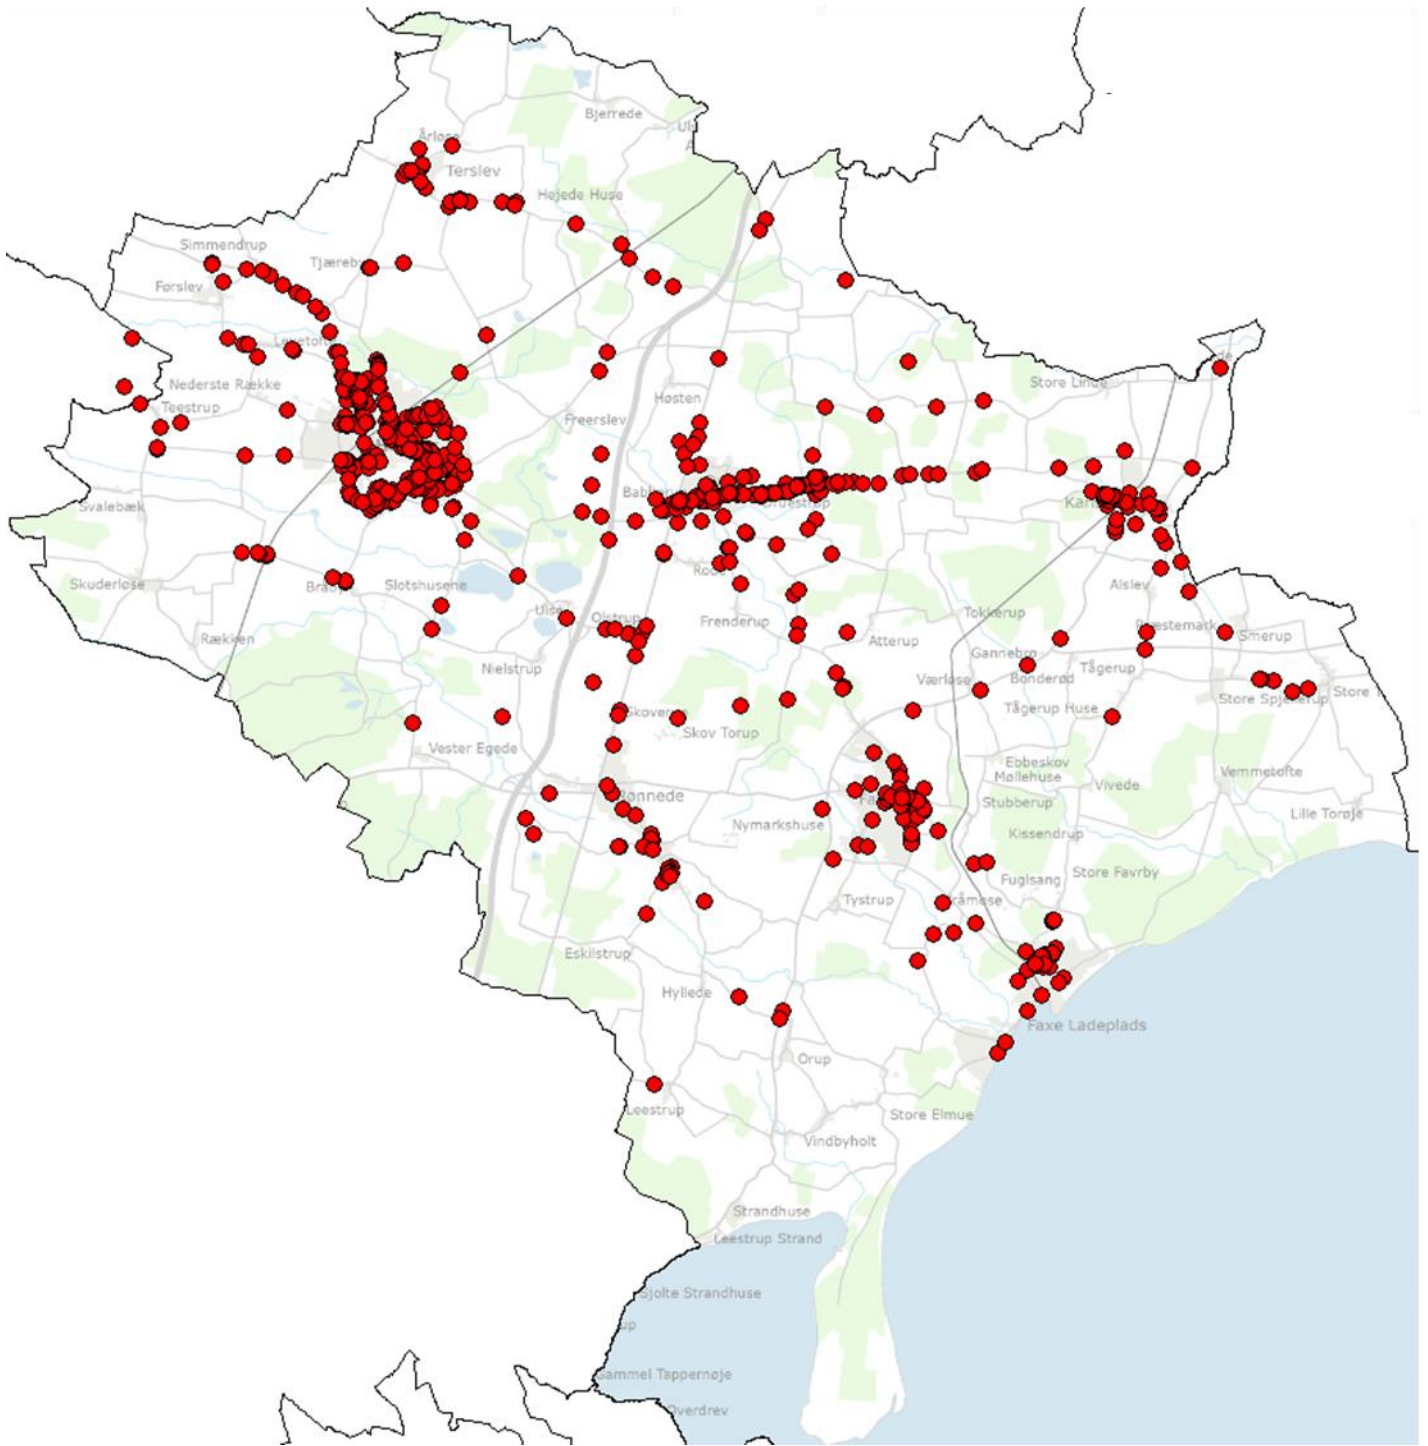 Bjerrede
Terslev
Højede Huse
Simmendrup
Førslev
Store Linde
Nederste Række
Høsten
Teestrup
Freerslev
Svalebæk
Skuderløse
Slotshusene
Alslev
Tokkerup
Frenderup
Atterup
Smerup
Rækken
Gannebro
Nielstrup
Tågerup
Værløse
Bonderød
Tågerup Huse
Skov Torup
Vester Egede
Ebbeskov
Møllehuse
Vemmetofte
Vivede
Stubberup
Lille Torøje
Nymarkshuse
Kissendrup
Store Favrby
Fuglsang
Tystrup
Eskilstrup
Hyllede
Faxe Ladeplads
Orup
Leestrup
Store Elmue
Vindbyholt
Strandhuse
Leestrup Strand
Sjolte Strandhuse
up
Gammel Tappernøje
Overdrev